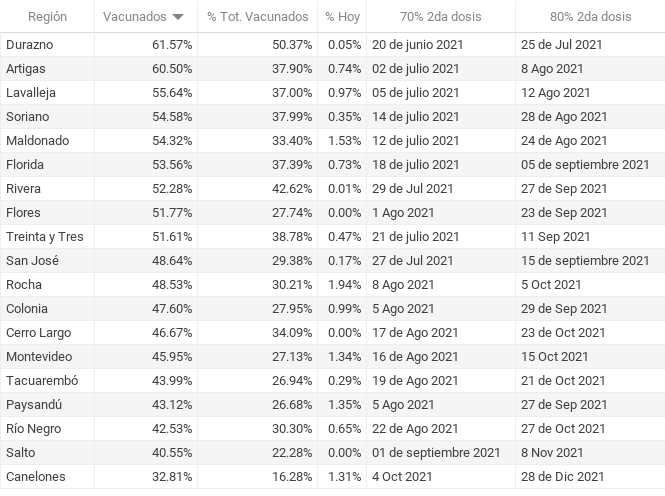 Región Vacunados % Tot. Vacunados % Hoy 70% 2da dosis 80% 2da dosis
Durazno 61.57% 50.37% 0.05% 20 de junio 2021 25 de Jul 2021
Artigas 60.50% 37.90% 0.74% 02 de julio 2021 8 Ago 2021
Lavalleja 55.64% 37.00% 0.97% 05 de julio 2021 12 Ago 2021
Soriano 54.58% 37.99% 0.35% 14 de julio 2021 28 de Ago 2021
Maldonado 54.32% 33.40% 1.53% 12 de julio 2021 24 de Ago 2021
Florida 53.56% 37.39% 0.73% 18 de julio 2021 05 de septiembre 2021
Rivera 52.28% 42.62% 0.01% 29 de Jul 2021 27 de Sep 2021
Flores 51.77% 27.74% 0.00% 1 Ago 2021 23 de Sep 2021
Treinta y Tres 51.61% 38.78% 0.47% 21 de julio 2021 11 Sep 2021
San José 48.64% 29.38% 0.17% 27 de Jul 2021 15 de septiembre 2021
Rocha 48.53% 30.21% 1.94% 8 Ago 2021 5 Oct 2021
Colonia 47.60% 27.95% 0.99% 5 Ago 2021 29 de Sep 2021
Cerro Largo 46.67% 34.09% 0.00% 17 de Ago 2021 23 de Oct 2021
Montevideo 45.95% 27.13% 1.34% 16 de Ago 2021 15 Oct 2021
Tacuarembó 43.99% 26.94% 0.29% 19 de Ago 2021 21 de Oct 2021
Paysandú 43.12% 26.68% 1.35% 5 Ago 2021 27 de Sep 2021
Río Negro 42.53% 30.30% 0.65% 22 de Ago 2021 27 de Oct 2021
Salto 40.55% 22.28% 0.00% 01 de septiembre 2021 8 Nov 2021
Canelones 32.81% 16.28% 1.31% 4 Oct 2021 28 de Dic 2021